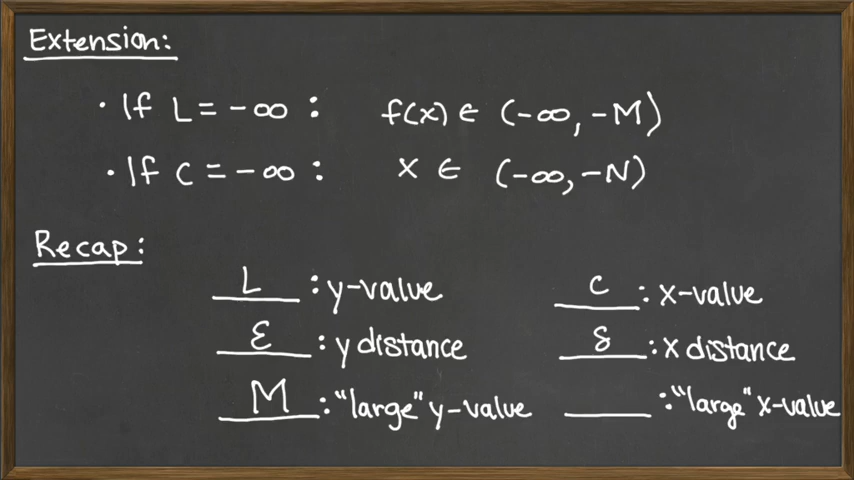 Extension:
· If L = -∞ : f(x) ∈ (-∞, -M)
· If c = -∞ : x ∈ (-∞, -N)
Recap:
L : y-value c : x-value
ε : y distance δ : x distance
M : "large" y-value ____ : "large" x-value